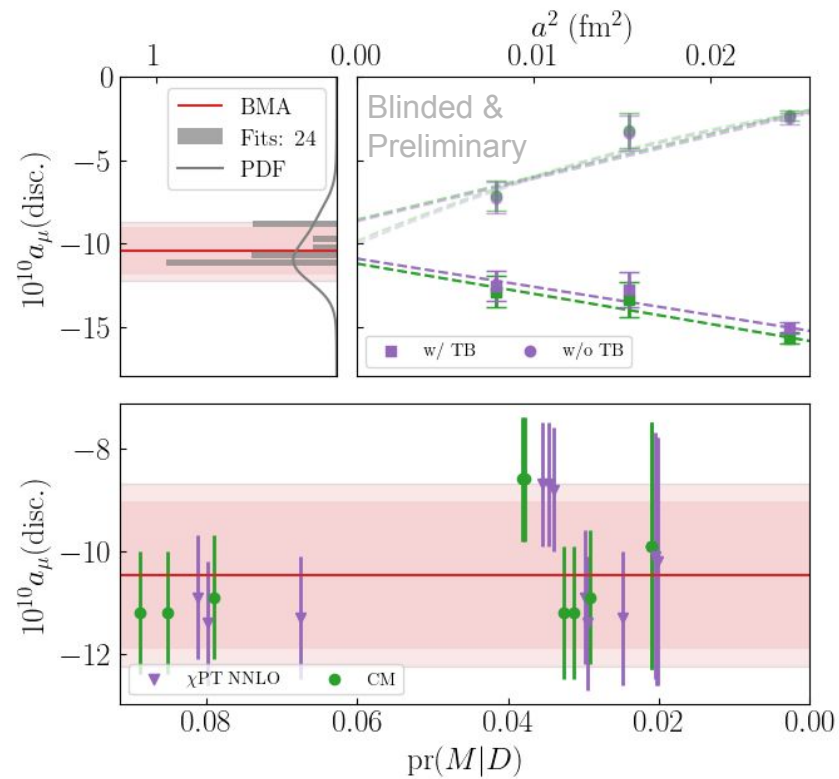 a² (fm²)
1
0.00
0.01
0.02
0
−5
−10
−15
10¹⁰aμ(disc.)
BMA
Fits: 24
PDF
Blinded &
Preliminary
w/ TB
w/o TB
−8
−10
−12
10¹⁰aμ(disc.)
χPT NNLO
CM
0.08
0.06
0.04
0.02
0.00
pr(M|D)